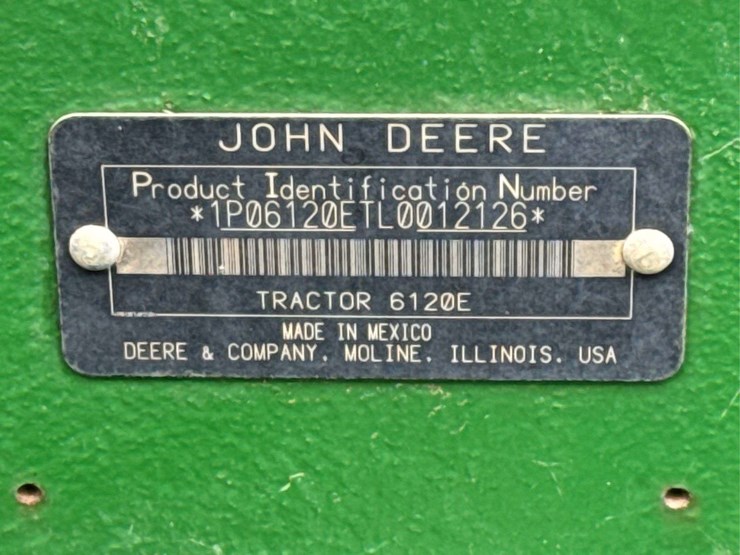 JOHN DEERE
Product Identification Number
*1P06120ETL0012126*
TRACTOR 6120E
MADE IN MEXICO
DEERE & COMPANY. MOLINE. ILLINOIS. USA